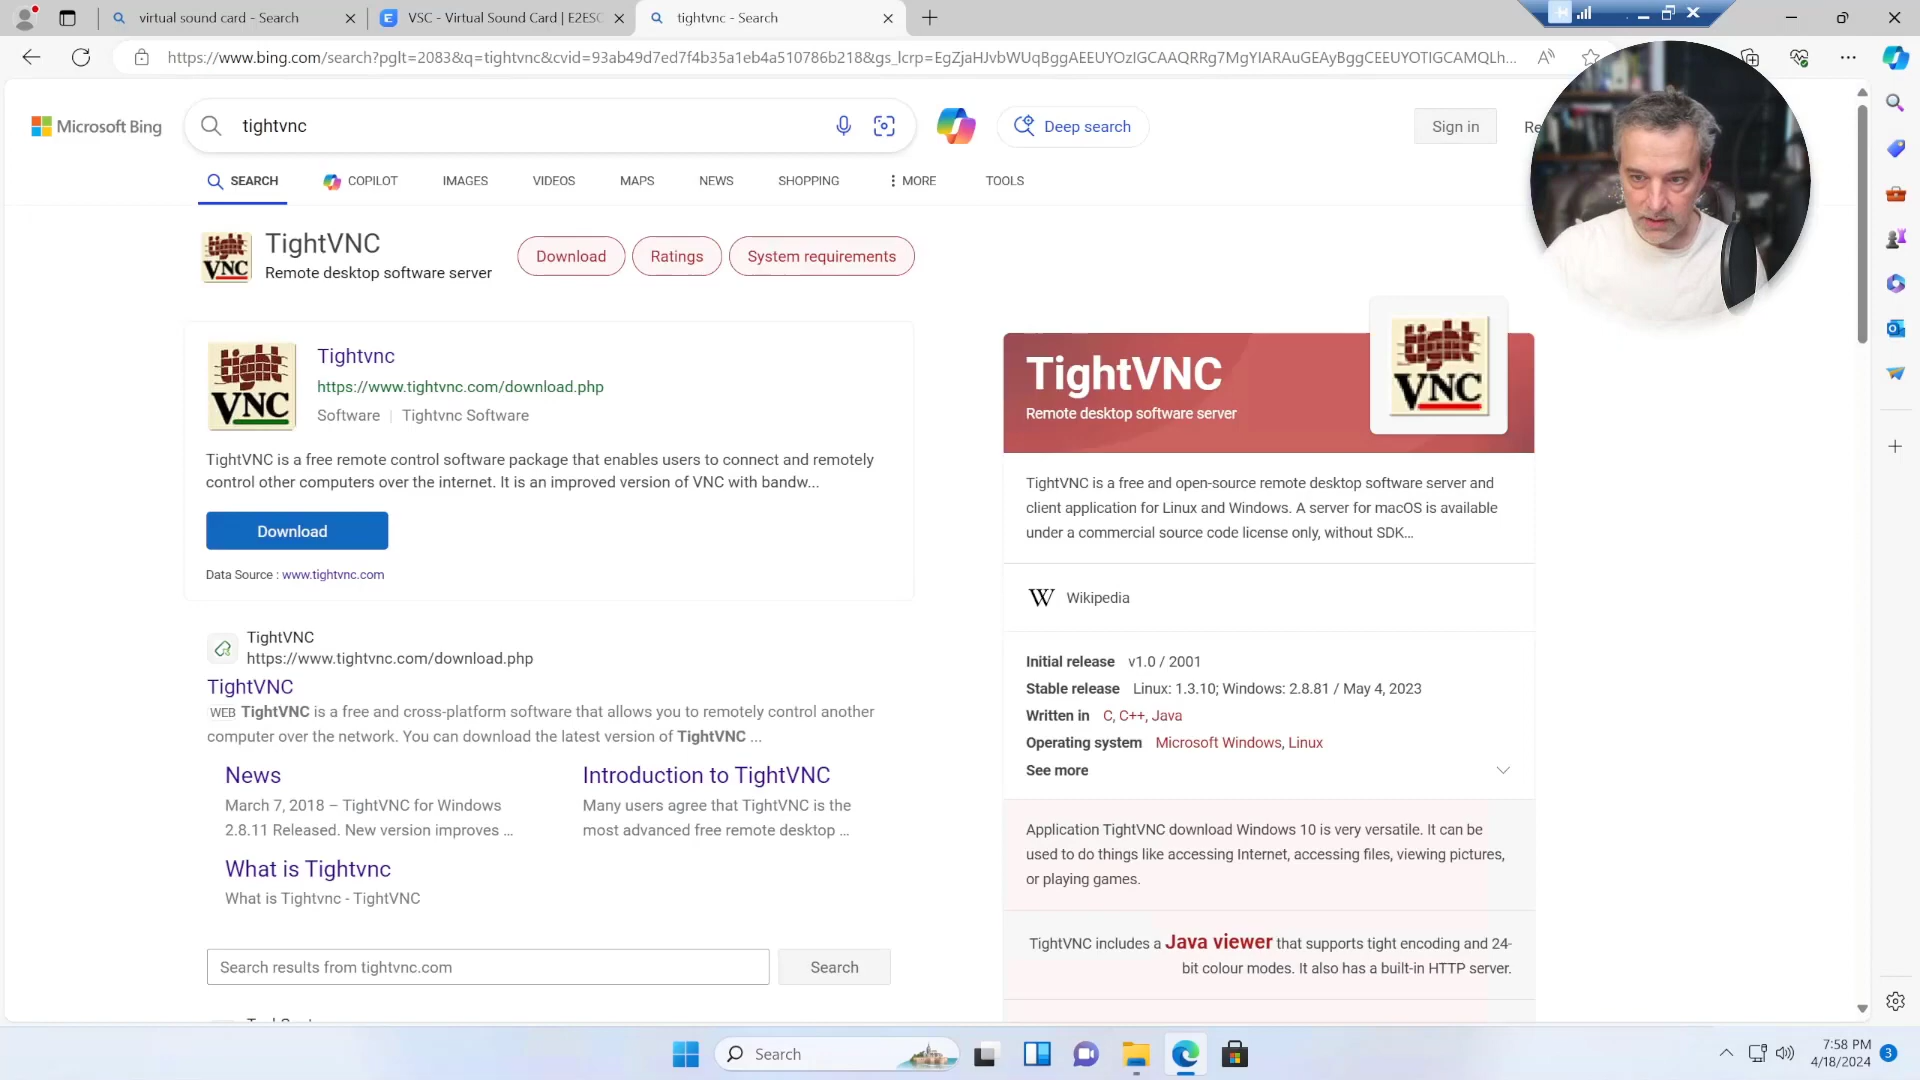 virtual sound card - Search
VSC - Virtual Sound Card | E2ESC
tightvnc - Search
https://www.bing.com/search?pglt=2083&q=tightvnc&cvid=93ab49d7ed7f4b35a1eb4a510786b218&gs_lcrp=EgZjaHJvbWUqBggAEEUYOzIGCAAQRRg7MgYIARAuGEAyBggCEEUYOTIGCAMQLh...
Microsoft Bing
tightvnc
Deep search
Sign in
Re
SEARCH
COPILOT
IMAGES
VIDEOS
MAPS
NEWS
SHOPPING
MORE
TOOLS
tight VNC
TightVNC
Remote desktop software server
Download
Ratings
System requirements
tight VNC
Tightvnc
https://www.tightvnc.com/download.php
Software | Tightvnc Software
TightVNC is a free remote control software package that enables users to connect and remotely
control other computers over the internet. It is an improved version of VNC with bandw...
Download
Data Source : www.tightvnc.com
TightVNC
https://www.tightvnc.com/download.php
TightVNC
WEB TightVNC is a free and cross-platform software that allows you to remotely control another
computer over the network. You can download the latest version of TightVNC ...
News
March 7, 2018 – TightVNC for Windows
2.8.11 Released. New version improves ...
Introduction to TightVNC
Many users agree that TightVNC is the
most advanced free remote desktop ...
What is Tightvnc
What is Tightvnc - TightVNC
Search results from tightvnc.com
Search
TightVNC
Remote desktop software server
tight VNC
TightVNC is a free and open-source remote desktop software server and
client application for Linux and Windows. A server for macOS is available
under a commercial source code license only, without SDK...
W Wikipedia
Initial release v1.0 / 2001
Stable release Linux: 1.3.10; Windows: 2.8.81 / May 4, 2023
Written in C, C++, Java
Operating system Microsoft Windows, Linux
See more
Application TightVNC download Windows 10 is very versatile. It can be
used to do things like accessing Internet, accessing files, viewing pictures,
or playing games.
TightVNC includes a Java viewer that supports tight encoding and 24-
bit colour modes. It also has a built-in HTTP server.
Search
7:58 PM
4/18/2024
3